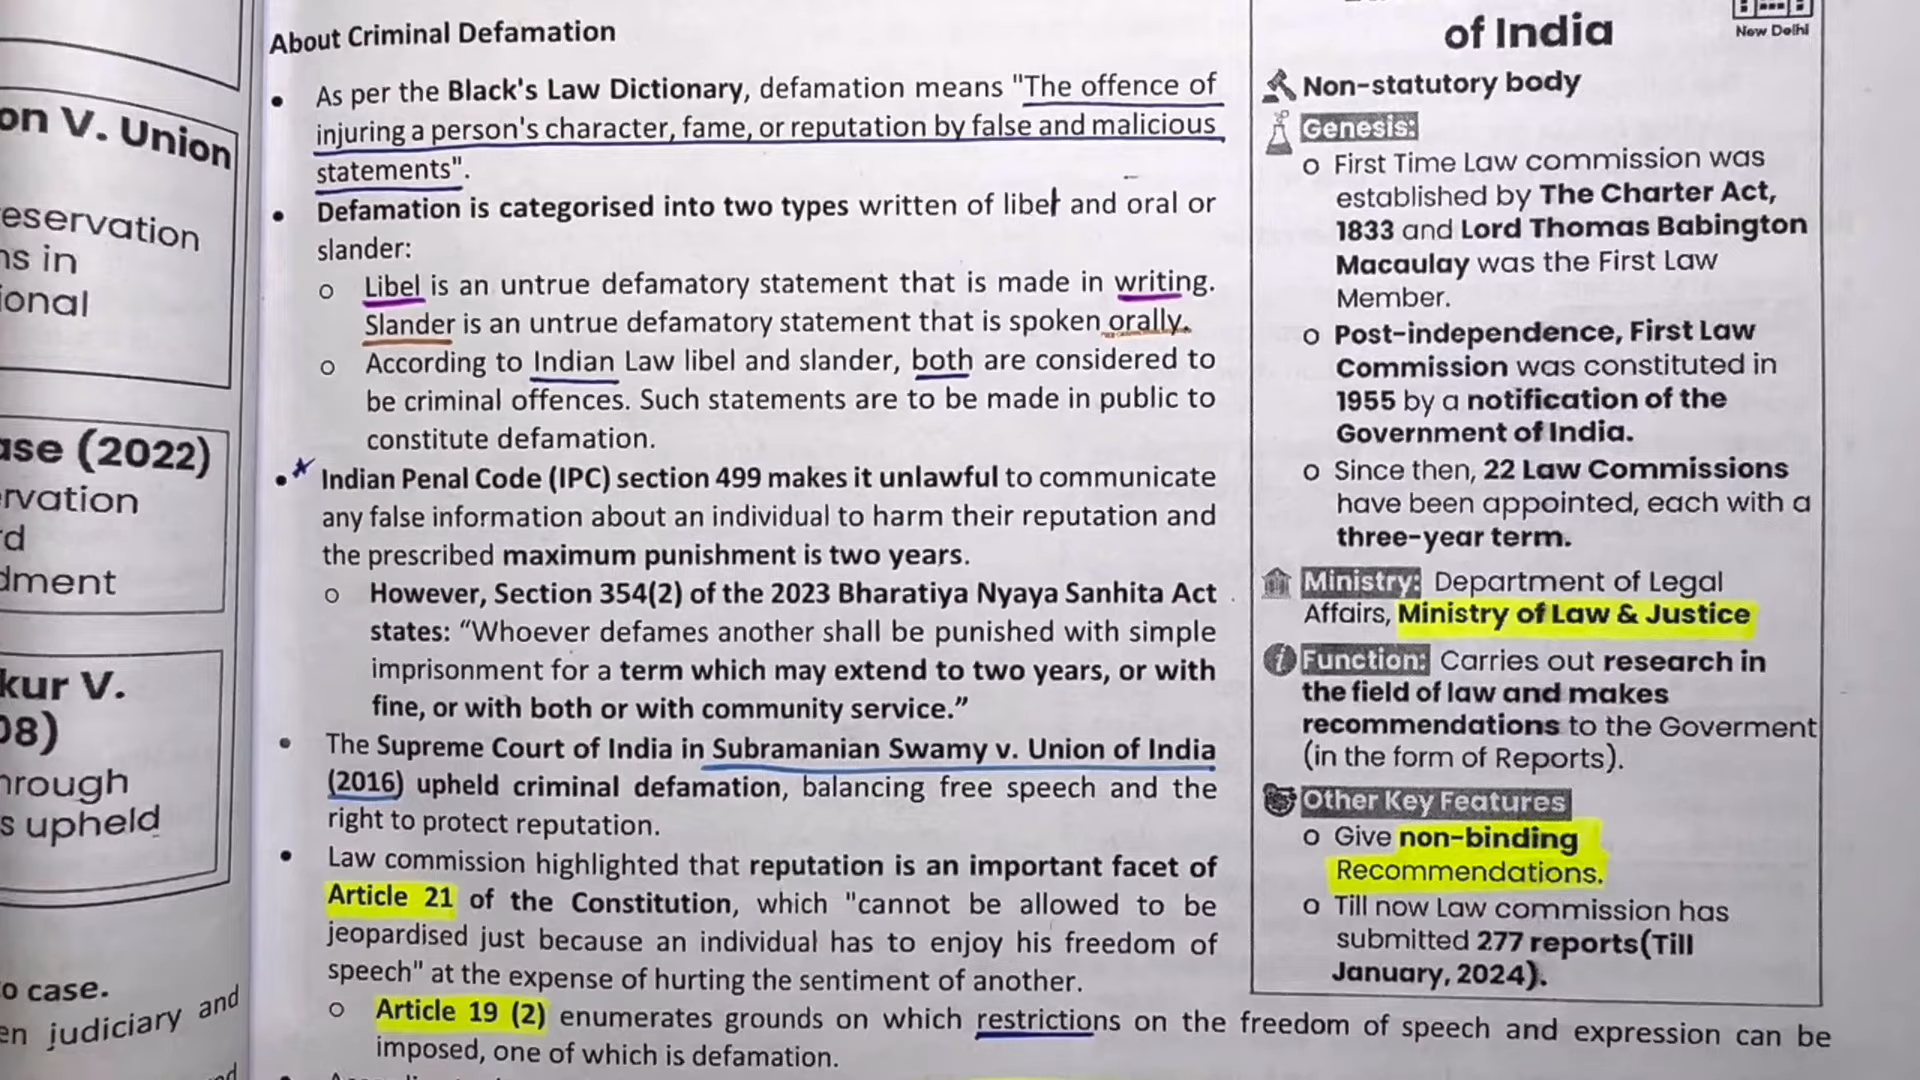 on V. Union
eservation
ns in
ional
ase (2022)
rvation
rd
dment
kur V.
08)
hrough
s upheld
o case.
en judiciary and
About Criminal Defamation
• As per the Black's Law Dictionary, defamation means "The offence of
injuring a person's character, fame, or reputation by false and malicious
statements".
• Defamation is categorised into two types written of libel and oral or
slander:
o Libel is an untrue defamatory statement that is made in writing.
Slander is an untrue defamatory statement that is spoken orally.
o According to Indian Law libel and slander, both are considered to
be criminal offences. Such statements are to be made in public to
constitute defamation.
• Indian Penal Code (IPC) section 499 makes it unlawful to communicate
any false information about an individual to harm their reputation and
the prescribed maximum punishment is two years.
o However, Section 354(2) of the 2023 Bharatiya Nyaya Sanhita Act
states: “Whoever defames another shall be punished with simple
imprisonment for a term which may extend to two years, or with
fine, or with both or with community service.”
• The Supreme Court of India in Subramanian Swamy v. Union of India
(2016) upheld criminal defamation, balancing free speech and the
right to protect reputation.
• Law commission highlighted that reputation is an important facet of
Article 21 of the Constitution, which "cannot be allowed to be
jeopardised just because an individual has to enjoy his freedom of
speech" at the expense of hurting the sentiment of another.
o Article 19 (2) enumerates grounds on which restrictions on the freedom of speech and expression can be
imposed, one of which is defamation.
of India
New Delhi
Non-statutory body
Genesis:
o First Time Law commission was
established by The Charter Act,
1833 and Lord Thomas Babington
Macaulay was the First Law
Member.
o Post-independence, First Law
Commission was constituted in
1955 by a notification of the
Government of India.
o Since then, 22 Law Commissions
have been appointed, each with a
three-year term.
Ministry: Department of Legal
Affairs, Ministry of Law & Justice
Function: Carries out research in
the field of law and makes
recommendations to the Goverment
(in the form of Reports).
Other Key Features
o Give non-binding
Recommendations.
o Till now Law commission has
submitted 277 reports(Till
January, 2024).